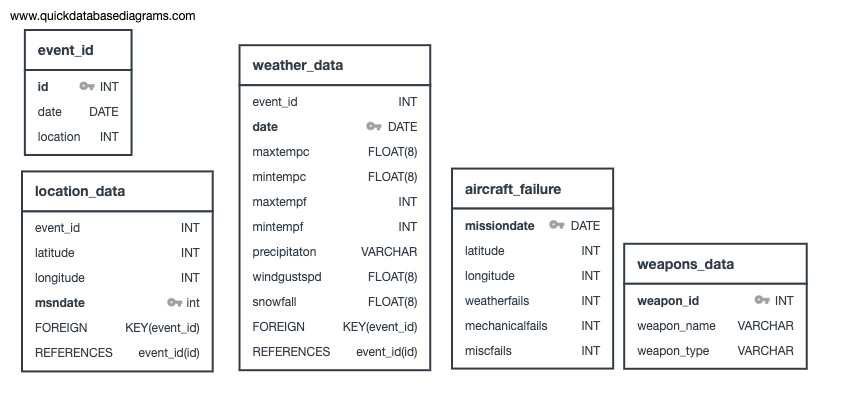 www.quickdatabasediagrams.com
event_id
id INT
date DATE
location INT
location_data
event_id INT
latitude INT
longitude INT
msndate int
FOREIGN KEY(event_id)
REFERENCES event_id(id)
weather_data
event_id INT
date DATE
maxtempc FLOAT(8)
mintempc FLOAT(8)
maxtempf INT
mintempf INT
precipitaton VARCHAR
windgustspd FLOAT(8)
snowfall FLOAT(8)
FOREIGN KEY(event_id)
REFERENCES event_id(id)
aircraft_failure
missiondate DATE
latitude INT
longitude INT
weatherfails INT
mechanicalfails INT
miscfails INT
weapons_data
weapon_id INT
weapon_name VARCHAR
weapon_type VARCHAR